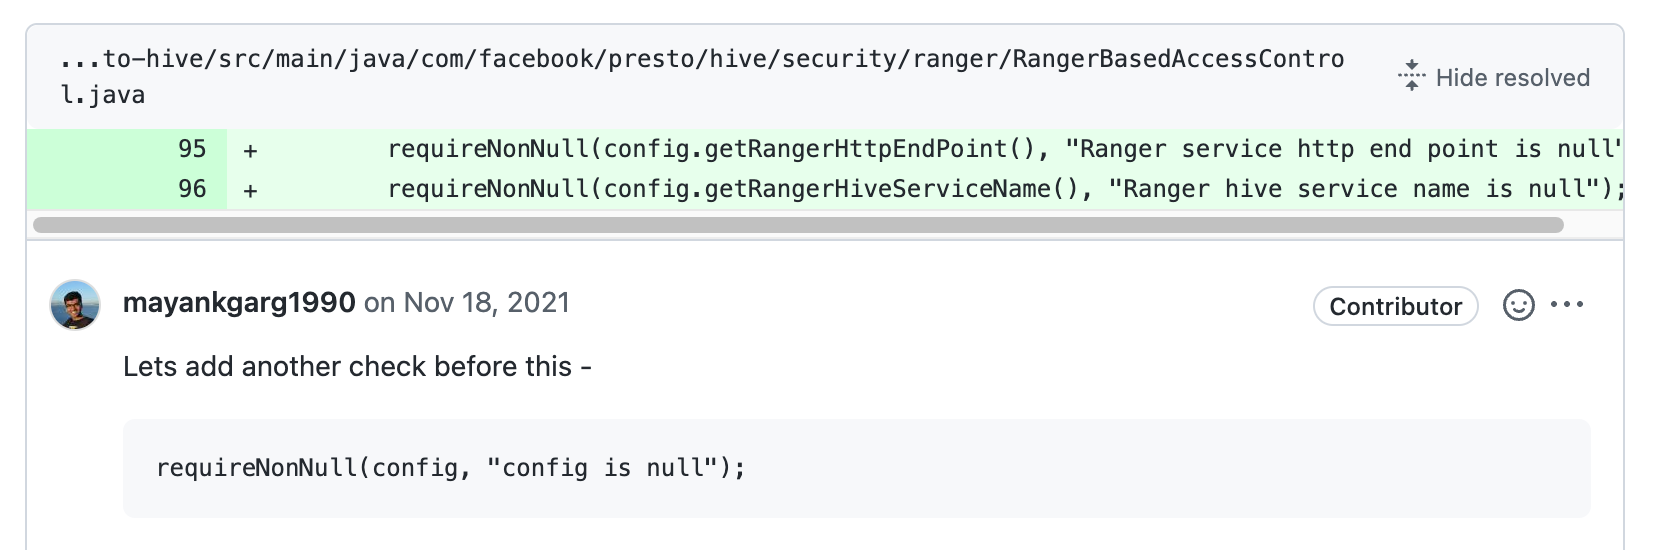 ...to-hive/src/main/java/com/facebook/presto/hive/security/ranger/RangerBasedAccessContro
l.java
Hide resolved
95 + requireNonNull(config.getRangerHttpEndPoint(), "Ranger service http end point is null"
96 + requireNonNull(config.getRangerHiveServiceName(), "Ranger hive service name is null");
mayankgarg1990 on Nov 18, 2021
Contributor
Lets add another check before this -
requireNonNull(config, "config is null");